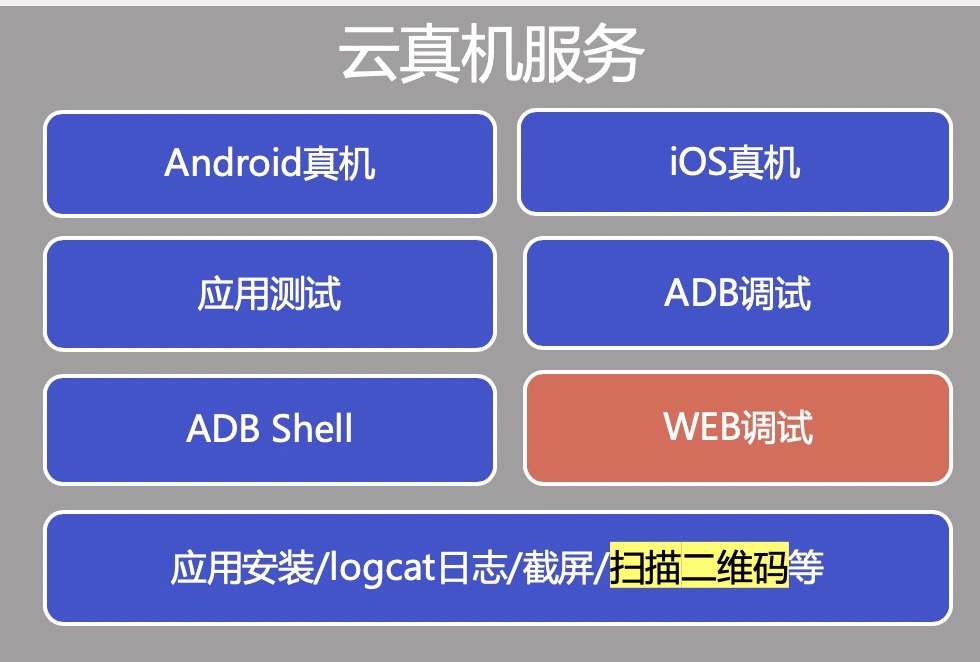 云真机服务
Android真机
iOS真机
应用测试
ADB调试
ADB Shell
WEB调试
应用安装/logcat日志/截屏/扫描二维码等